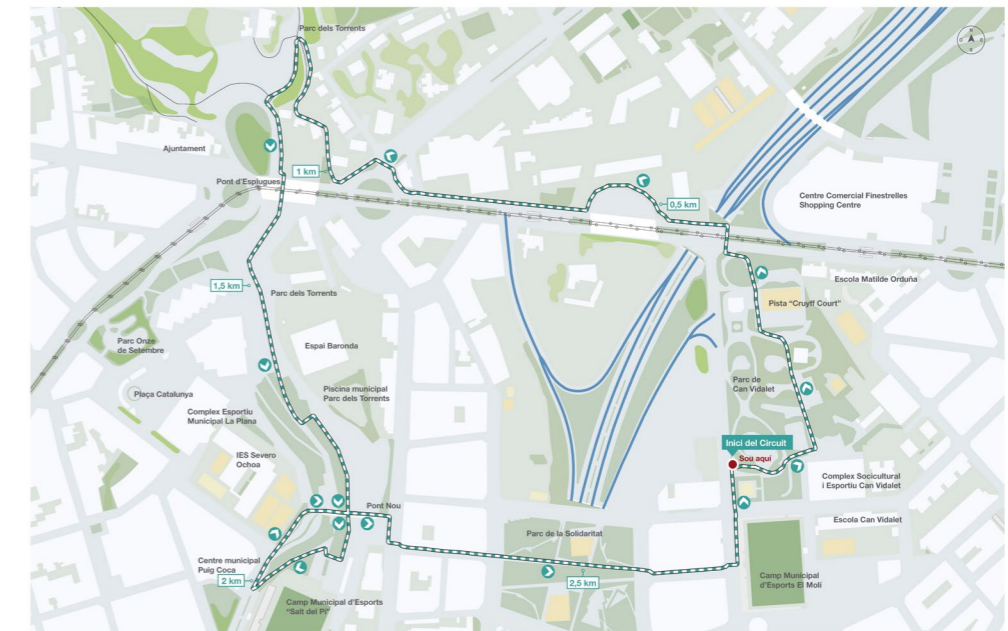 Parc dels Torrents
N
Ajuntament
1 km
Pont d'Esplugues
0,5 km
Centre Comercial Finestrelles
Shopping Centre
Escola Matilde Orduña
1,5 km
Parc dels Torrents
Pista "Cruyff Court"
Parc Onze
de Setembre
Espai Baronda
Plaça Catalunya
Piscina municipal
Parc dels Torrents
Parc de
Can Vidalet
Complex Esportiu
Municipal La Plana
Inici del Circuit
Sou aquí
IES Severo
Ochoa
Complex Socicultural
i Esportiu Can Vidalet
Pont Nou
Escola Can Vidalet
Parc de la Solidaritat
Centre municipal
Puig Coca
2 km
2,5 km
Camp Municipal
d'Esports El Molí
Camp Municipal d'Esports
"Salt del Pi"